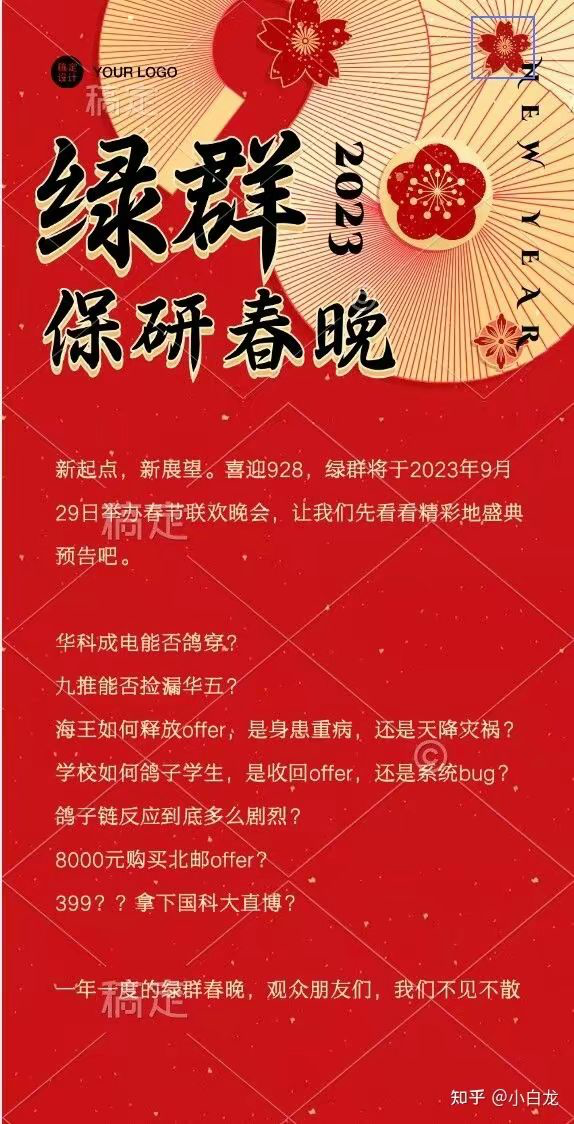 稿定
设计
YOUR LOGO
稿定
NEW YEAR
绿群
2023
保研春晚
新起点，新展望。喜迎928，绿群将于2023年9月
29日举办春节联欢晚会，让我们先看看精彩地盛典
预告吧。
稿定
华科成电能否鸽穿？
九推能否捡漏华五？
海王如何释放offer，是身患重病，还是天降灾祸？
学校如何鸽子学生，是收回offer，还是系统bug？
鸽子链反应到底多么剧烈？
8000元购买北邮offer？
399？？拿下国科大直博？
©
一年一度的绿群春晚，观众朋友们，我们不见不散
稿定
知乎 @小白龙